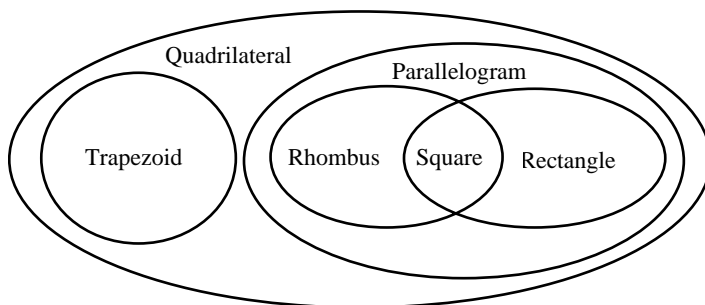 Quadrilateral
Parallelogram
Trapezoid
Rhombus
Square
Rectangle